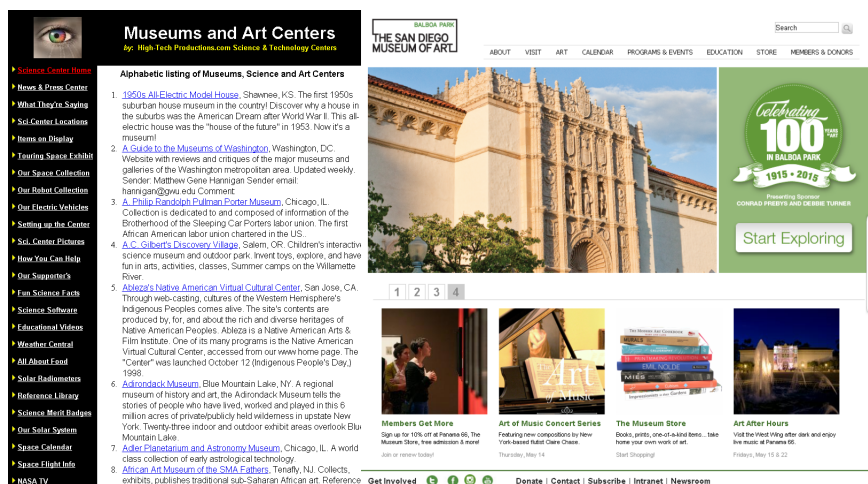 Museums and Art Centers
by: High-Tech Productions.com Science & Technology Centers
Science Center Home
News & Press Center
What They're Saying
Sci-Center Locations
Items on Display
Touring Space Exhibit
Our Space Collection
Our Robot Collection
Our Electric Vehicles
Setting up the Center
Sci. Center Pictures
How You Can Help
Our Supporter's
Fun Science Facts
Science Software
Educational Videos
Weather Central
All About Food
Solar Radiometers
Reference Library
Science Merit Badges
Our Solar System
Space Calendar
Space Flight Info
NASA TV
Alphabetic listing of Museums, Science and Art Centers
1. 1950s All-Electric Model House, Shawnee, KS. The first 1950s
suburban house museum in the country! Discover why a house in
the suburbs was the American Dream after World War II. This all-
electric house was the "house of the future" in 1953. Now it's a
museum!
2. A Guide to the Museums of Washington, Washington, DC.
Website with reviews and critiques of the major museums and
galleries of the Washington metropolitan area. Updated weekly.
Sender: Matthew Gene Hannigan Sender email:
hannigan@gwu.edu Comment:
3. A. Philip Randolph Pullman Porter Museum, Chicago, IL.
Collection is dedicated to and composed of information of the
Brotherhood of the Sleeping Car Porters labor union. The first
African American labor union chartered in the US..
4. A.C. Gilbert's Discovery Village, Salem, OR. Children's interactive
science museum and outdoor park. Invent toys, explore, and have
fun in arts, activities, classes, Summer camps on the Willamette
River.
5. Ableza's Native American Virtual Cultural Center, San Jose, CA.
Through web-casting, cultures of the Western Hemisphere's
Indigenous Peoples comes alive. The site's contents are
produced by, for, and about the rich and diverse heritages of
Native American Peoples. Ableza is a Native American Arts &
Film Institute. One of its many programs is the Native American
Virtual Cultural Center, accessed from our www home page. The
"Center" was launched October 12 (Indigenous People's Day,)
1998.
6. Adirondack Museum, Blue Mountain Lake, NY. A regional
museum of history and art, the Adirondack Museum tells the
stories of people who have lived, worked and played in this 6
million acres of private/publicly held wilderness in upstate New
York. Twenty-three indoor and outdoor exhibit areas overlook Blue
Mountain Lake.
7. Adler Planetarium and Astronomy Museum, Chicago, IL. A world
class collection of early astrological technology.
8. African Art Museum of the SMA Fathers, Tenafly, NJ. Collects,
exhibits, publishes traditional sub-Saharan African art. Reference
BALBOA PARK
THE SAN DIEGO
MUSEUM OF ART.
Search
ABOUT VISIT ART CALENDAR PROGRAMS & EVENTS EDUCATION STORE MEMBERS & DONORS
Celebrating
100 YEARS of ART
IN BALBOA PARK
1915 • 2015
Presenting Sponsor
CONRAD PREBYS AND DEBBIE TURNER
Start Exploring
1 2 3 4
Art of Music
MURALS
EMILE
MIES
Members Get More
Sign up for 10% off at Panama 66, The
Museum Store, free admission & more!
Join or renew today!
Art of Music Concert Series
Featuring new compositions by New
York-based flutist Claire Chase.
Thursday, May 14
The Museum Store
Books, prints, one-of-a-kind items...take
home your own work of art.
Start Shopping!
Art After Hours
Visit the West Wing after dark and enjoy
live music at Panama 66.
Fridays, May 15 & 22
Get Involved
Donate | Contact | Subscribe | Intranet | Newsroom